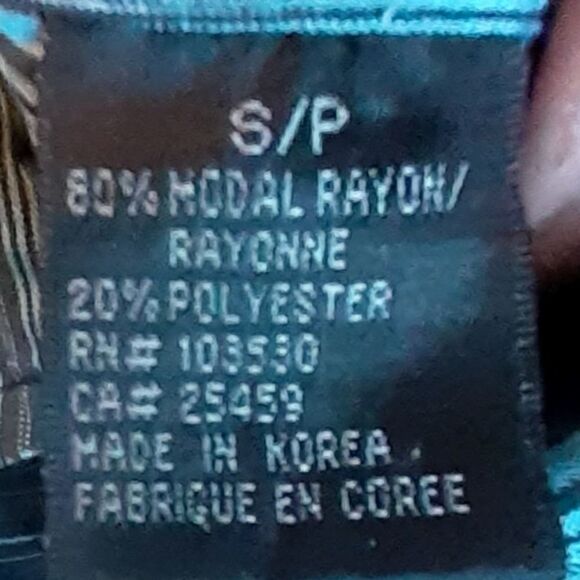 S/P
80% MODAL RAYON/
RAYONNE
20% POLYESTER
RN# 103530
CA# 25459
MADE IN KOREA
FABRIQUE EN COREE